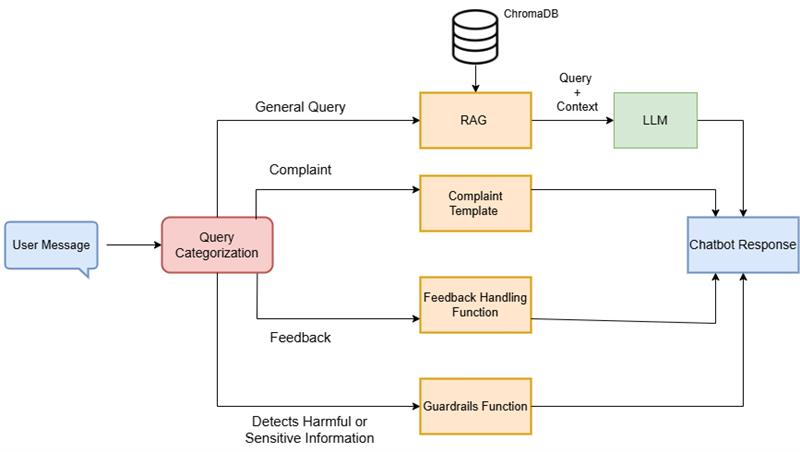 ChromaDB
General Query
RAG
Query
+
Context
LLM
Complaint
Complaint
Template
User Message
Query
Categorization
Chatbot Response
Feedback Handling
Function
Feedback
Guardrails Function
Detects Harmful or
Sensitive Information